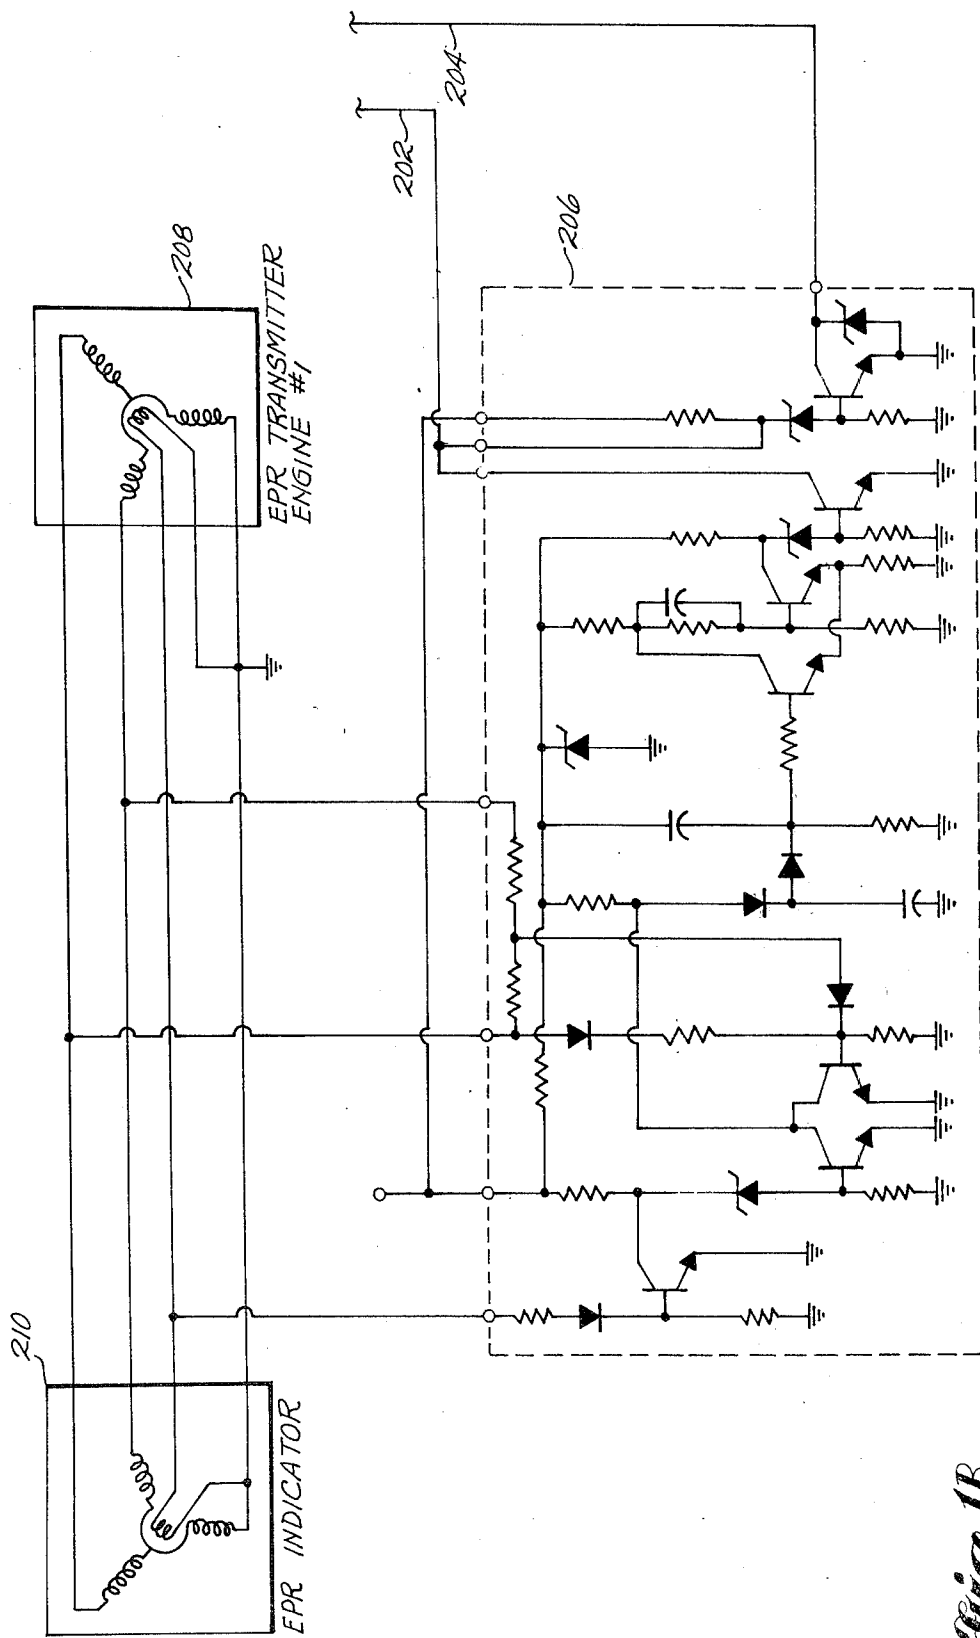 204
202
208
206
EPR TRANSMITTER
ENGINE #1
210
EPR INDICATOR
Fig. 1B